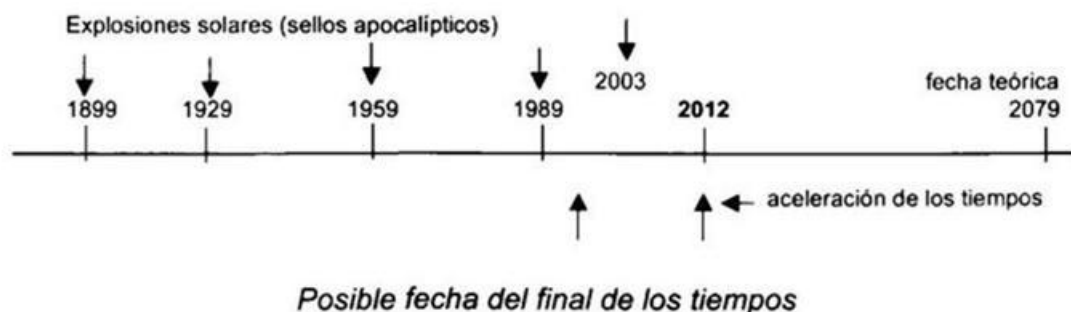 Explosiones solares (sellos apocalípticos)
2003
fecha teórica
1899 1929 1959 1989 2012 2079
aceleración de los tiempos
Posible fecha del final de los tiempos